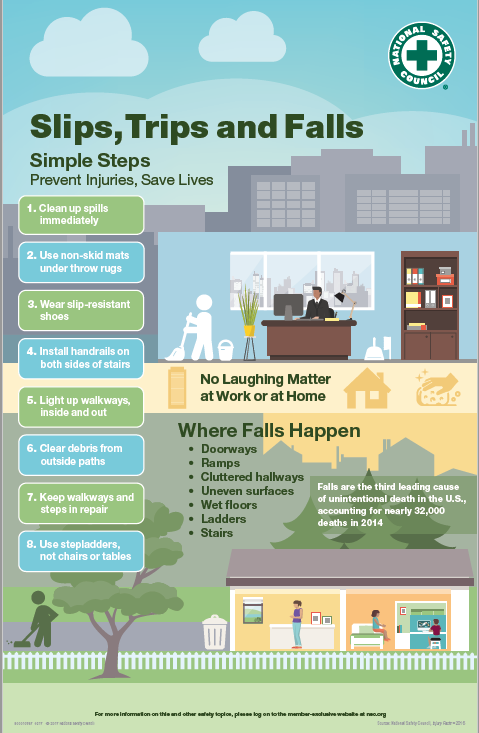 NATIONAL SAFETY
COUNCIL
®
Slips, Trips and Falls
Simple Steps
Prevent Injuries, Save Lives
1. Clean up spills
immediately
2. Use non-skid mats
under throw rugs
3. Wear slip-resistant
shoes
4. Install handrails on
both sides of stairs
5. Light up walkways,
inside and out
6. Clear debris from
outside paths
7. Keep walkways and
steps in repair
8. Use stepladders,
not chairs or tables
No Laughing Matter
at Work or at Home
Where Falls Happen
• Doorways
• Ramps
• Cluttered hallways
• Uneven surfaces
• Wet floors
• Ladders
• Stairs
Falls are the third leading cause
of unintentional death in the U.S.,
accounting for nearly 32,000
deaths in 2014
For more information on this and other safety topics, please log on to the member-exclusive website at nsc.org
Source: National Safety Council, Injury Facts® 2016